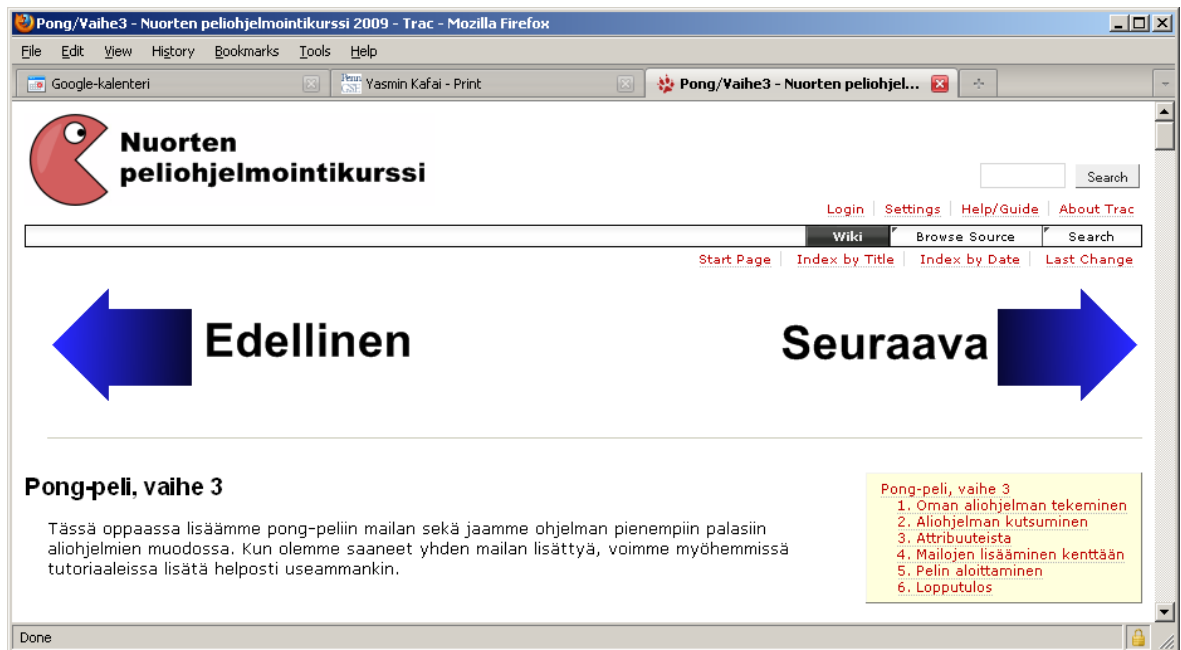 Pong/Vaihe3 - Nuorten peliohjelmointikurssi 2009 - Trac - Mozilla Firefox
File Edit View History Bookmarks Tools Help
Google-kalenteri Yasmin Kafai - Print Pong/Vaihe3 - Nuorten peliohjel...
Nuorten
peliohjelmointikurssi
Search
Login Settings Help/Guide About Trac
Wiki Browse Source Search
Start Page Index by Title Index by Date Last Change
Edellinen Seuraava
Pong-peli, vaihe 3
Tässä oppaassa lisäämme pong-peliin mailan sekä jaamme ohjelman pienempiin palasiin
aliohjelmien muodossa. Kun olemme saaneet yhden mailan lisättyä, voimme myöhemmissä
tutoriaaleissa lisätä helposti useammankin.
Pong-peli, vaihe 3
1. Oman aliohjelman tekeminen
2. Aliohjelman kutsuminen
3. Attribuuteista
4. Mailojen lisääminen kenttään
5. Pelin aloittaminen
6. Lopputulos
Done